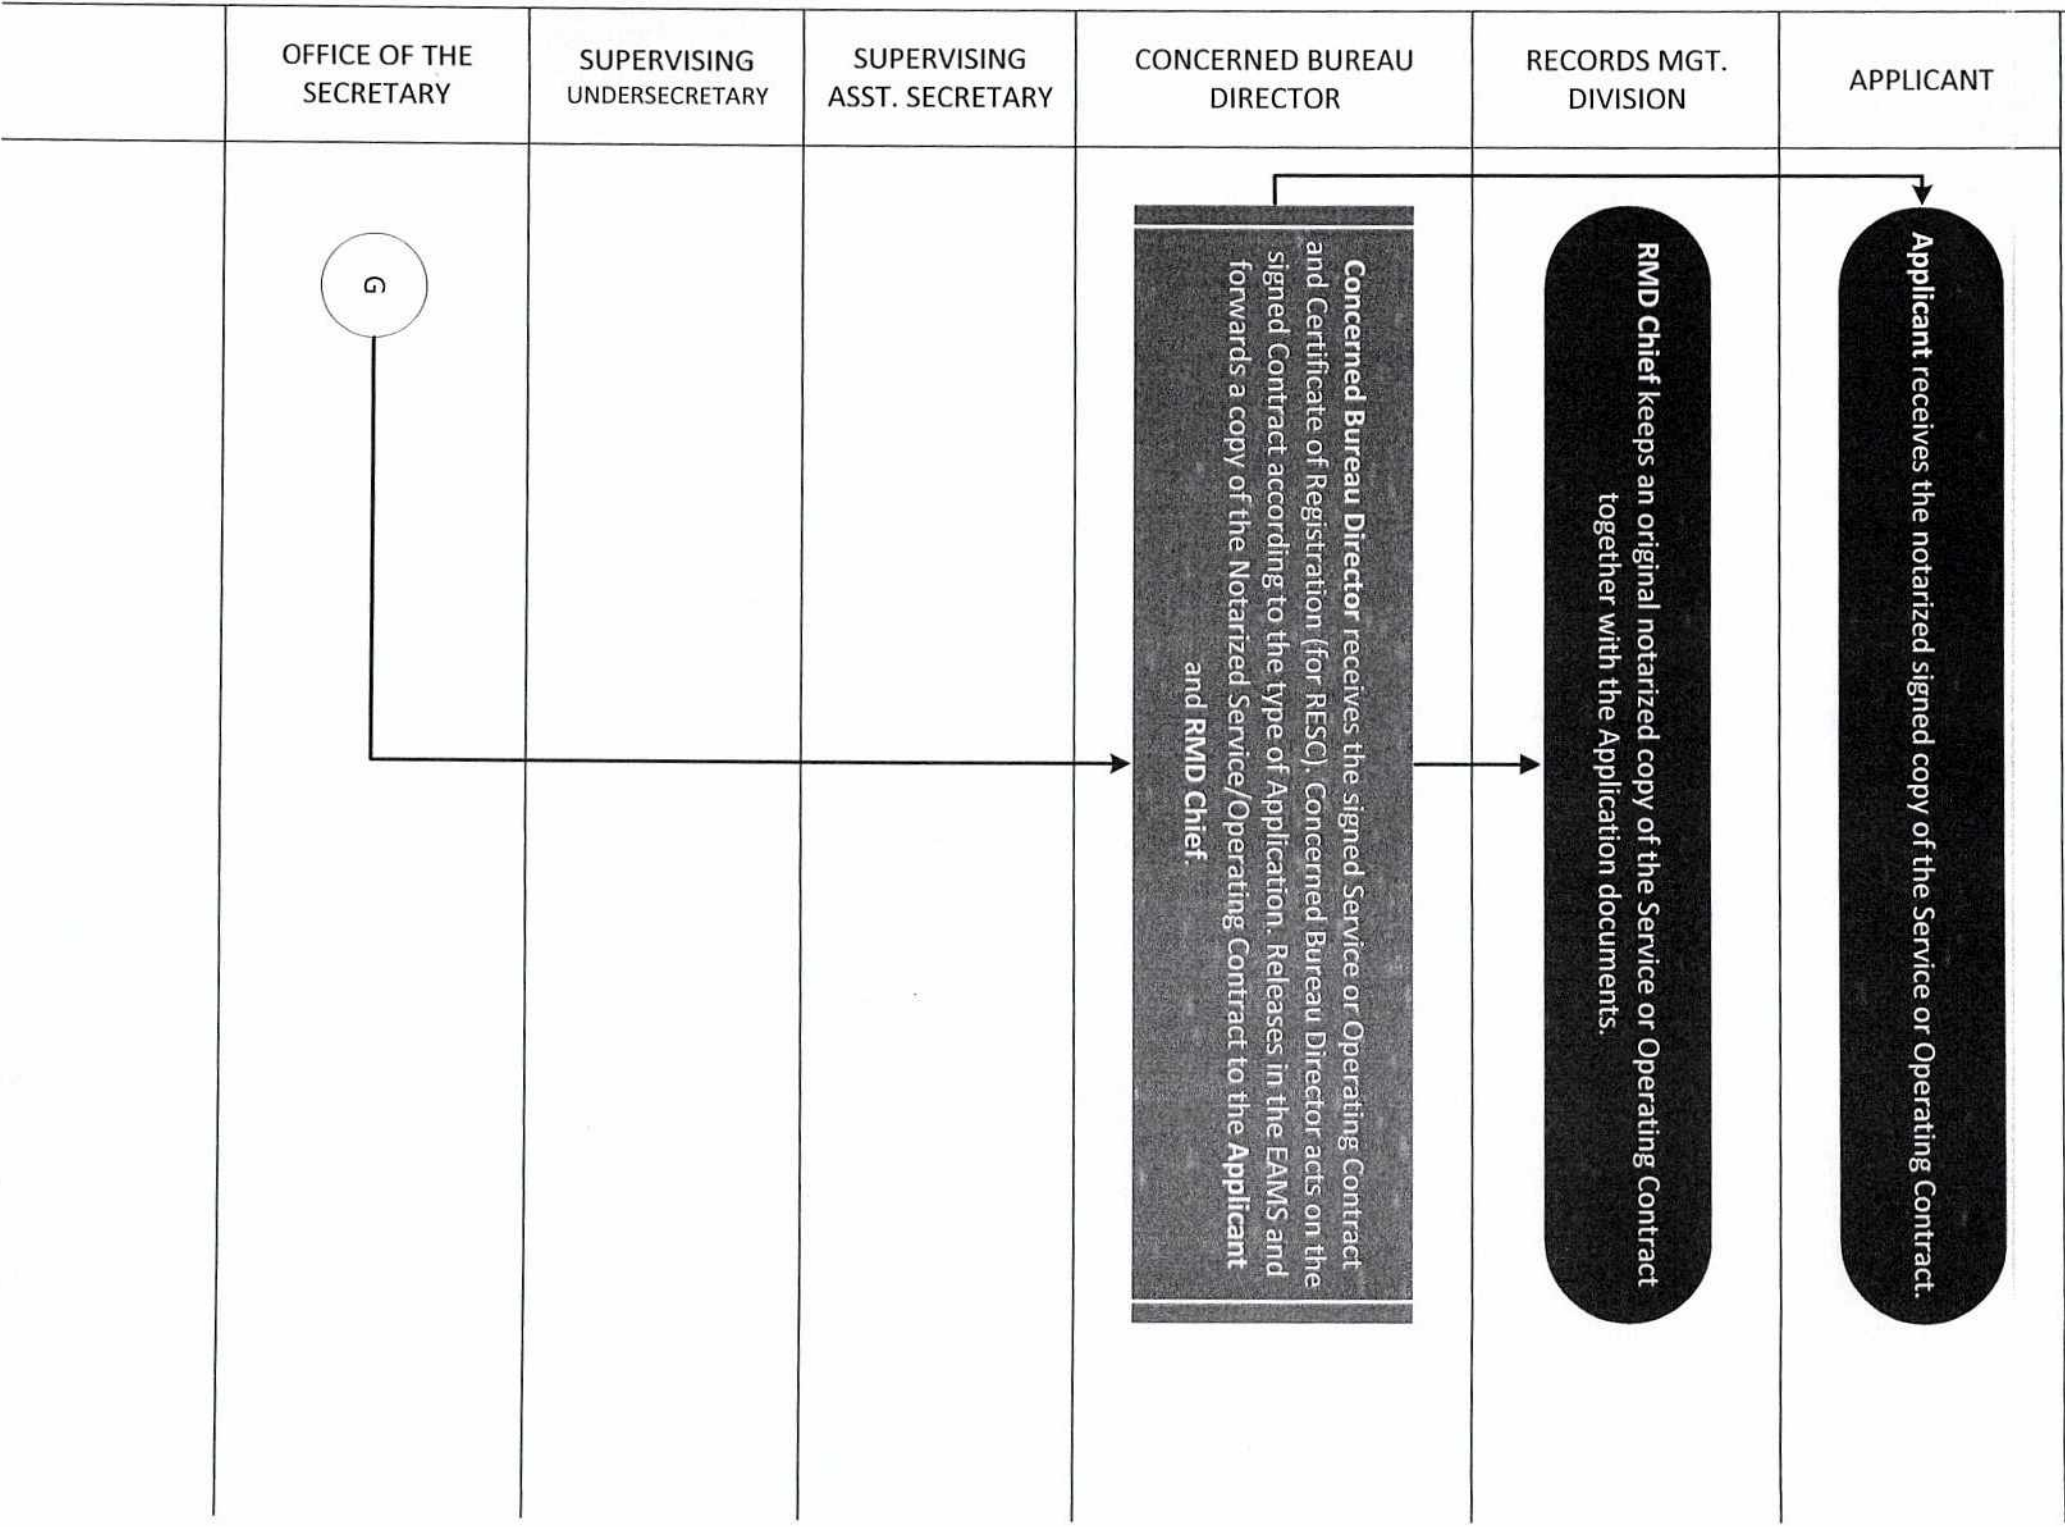 OFFICE OF THE
SECRETARY
SUPERVISING
UNDERSECRETARY
SUPERVISING
ASST. SECRETARY
CONCERNED BUREAU
DIRECTOR
RECORDS MGT.
DIVISION
APPLICANT
G
Concerned Bureau Director receives the signed Service or Operating Contract
and Certificate of Registration (for RESC). Concerned Bureau Director acts on the
signed Contract according to the type of Application. Releases in the EAMS and
forwards a copy of the Notarized Service/Operating Contract to the Applicant
and RMD Chief.
RMD Chief keeps an original notarized copy of the Service or Operating Contract
together with the Application documents.
Applicant receives the notarized signed copy of the Service or Operating Contract.